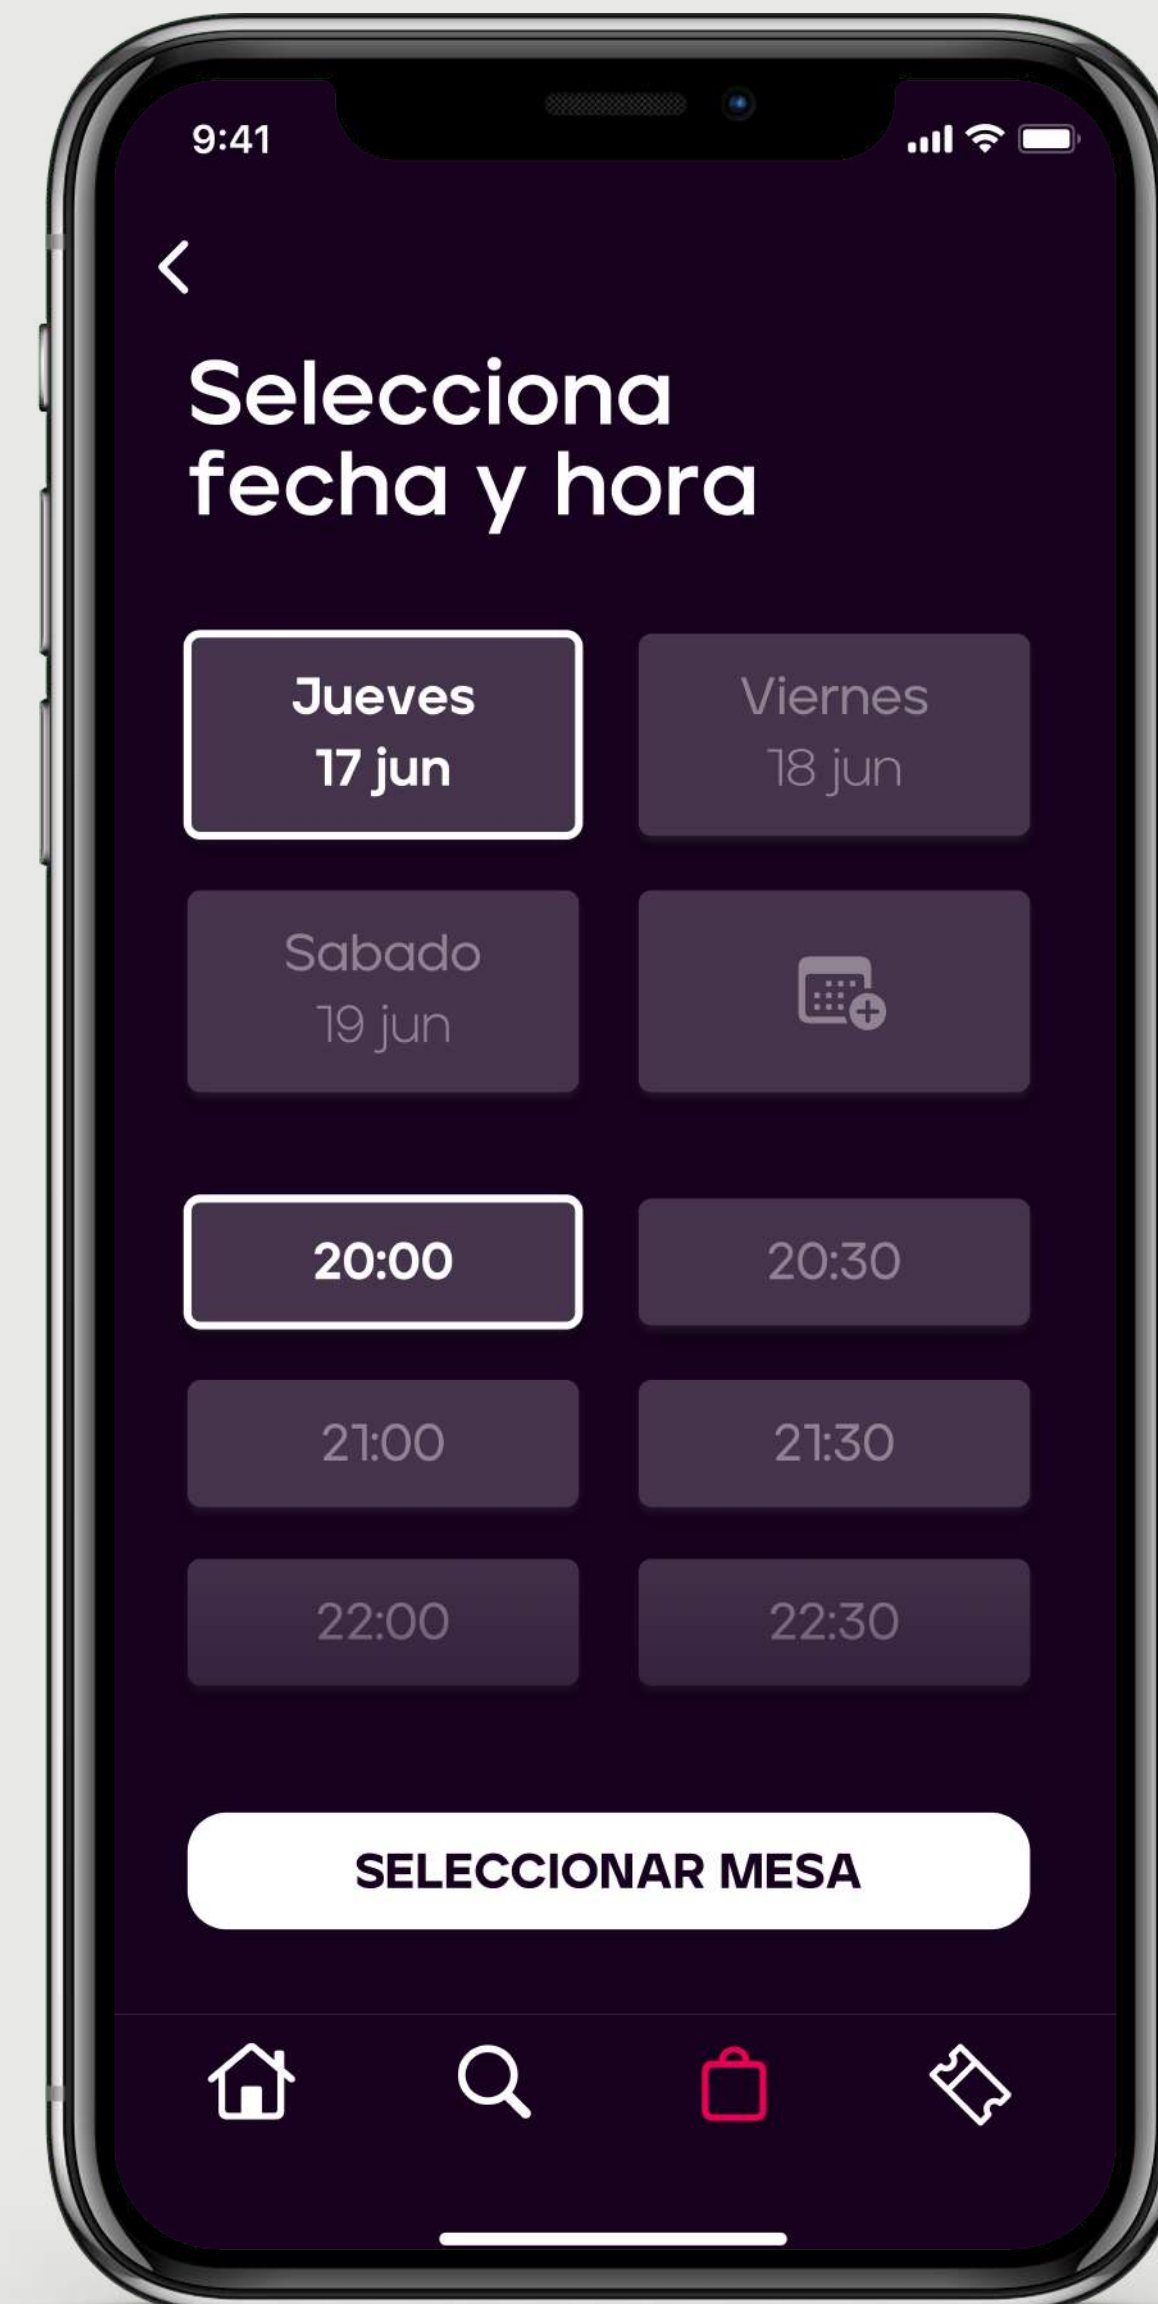 9:41
Selecciona
fecha y hora
Jueves
17 jun
Viernes
18 jun
Sabado
19 jun
20:00
20:30
21:00
21:30
22:00
22:30
SELECCIONAR MESA